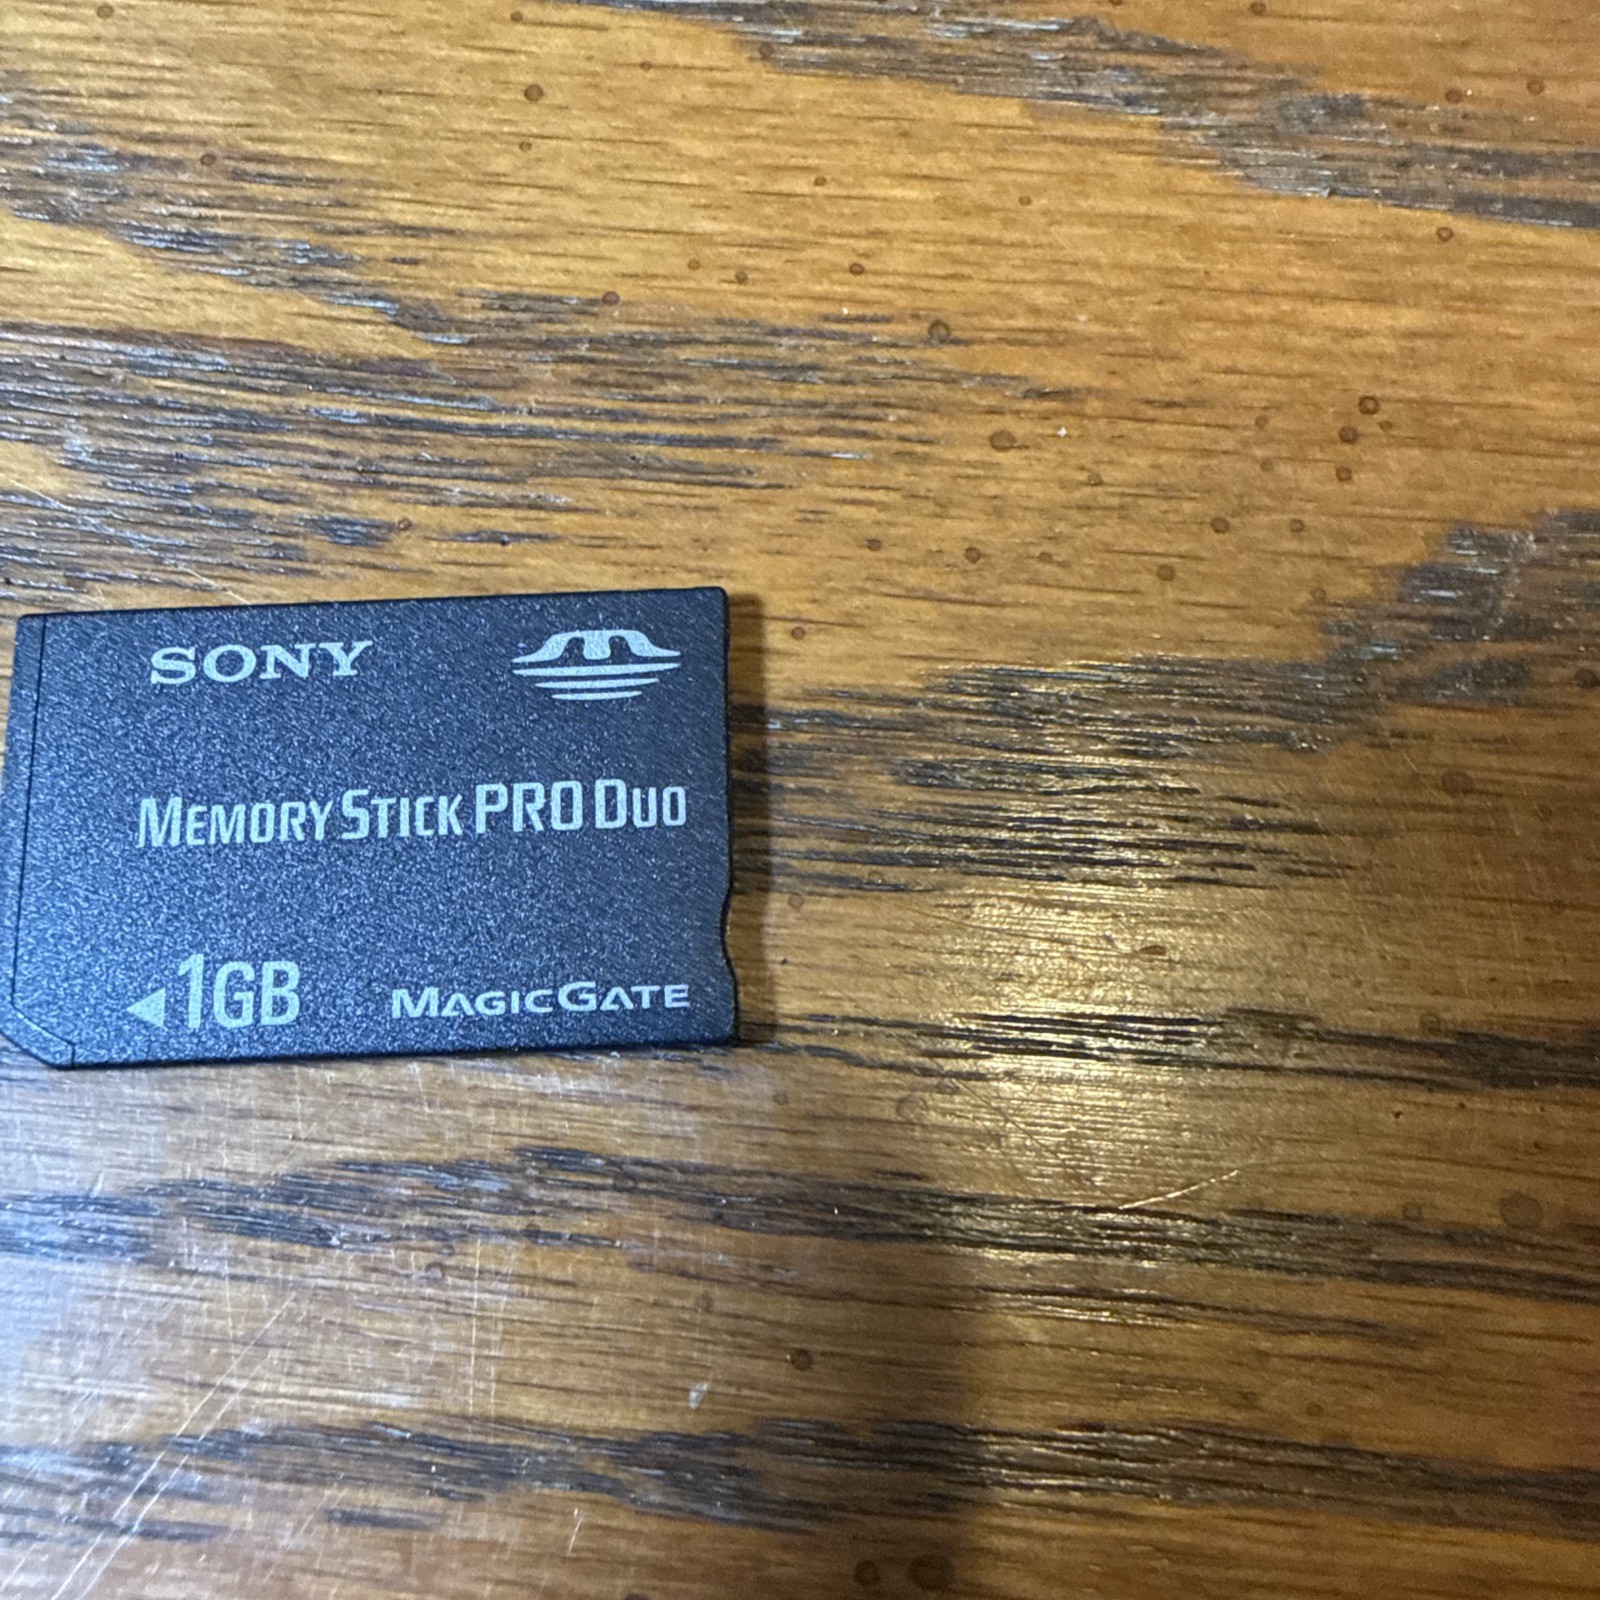 SONY
MEMORY STICK PRO DUO
1GB MAGICGATE